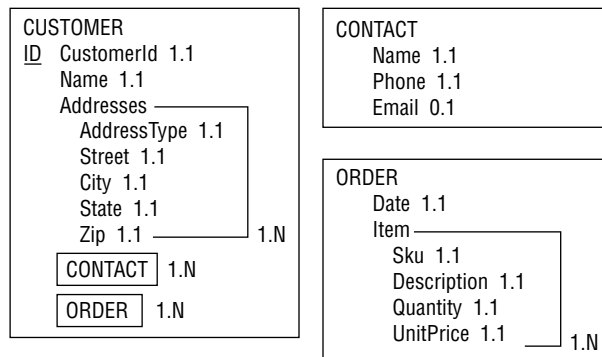 CUSTOMER
ID CustomerId 1.1
Name 1.1
Addresses
AddressType 1.1
Street 1.1
City 1.1
State 1.1
Zip 1.1 1.N
CONTACT 1.N
ORDER 1.N
CONTACT
Name 1.1
Phone 1.1
Email 0.1
ORDER
Date 1.1
Item
Sku 1.1
Description 1.1
Quantity 1.1
UnitPrice 1.1 1.N